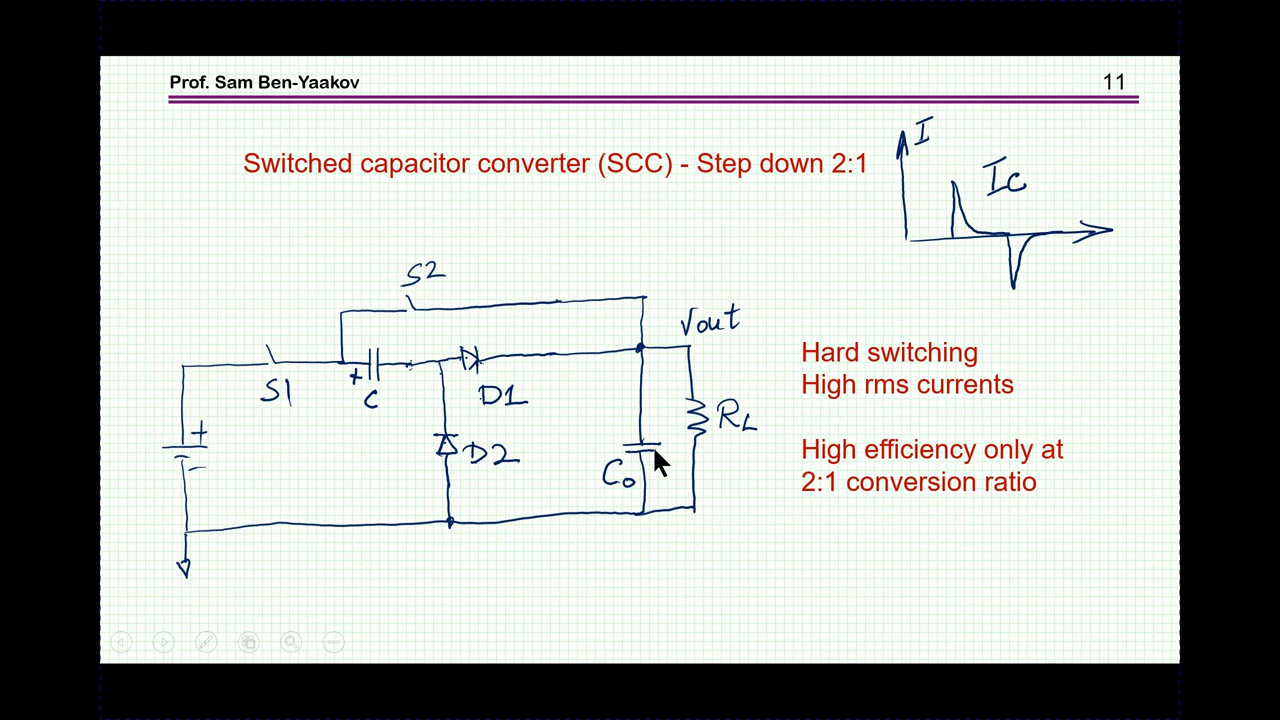 Prof. Sam Ben-Yaakov
11
I
Switched capacitor converter (SCC) - Step down 2:1
Ic
S2
Vout
S1
+
C
D1
Hard switching
High rms currents
RL
+
-
D2
Co
High efficiency only at
2:1 conversion ratio